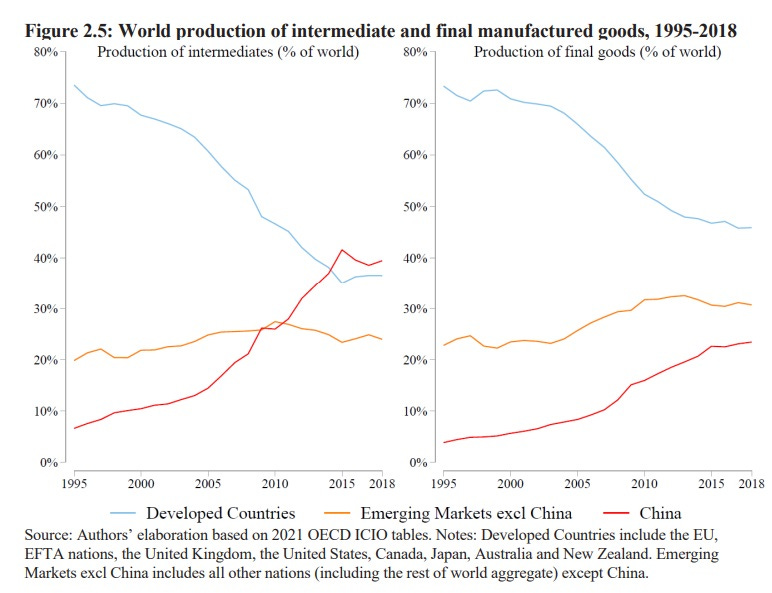 Figure 2.5: World production of intermediate and final manufactured goods, 1995-2018
Production of intermediates (% of world)
80%
70%
60%
50%
40%
30%
20%
10%
0%
1995 2000 2005 2010 2015 2018
Production of final goods (% of world)
80%
70%
60%
50%
40%
30%
20%
10%
0%
1995 2000 2005 2010 2015 2018
Developed Countries Emerging Markets excl China China
Source: Authors’ elaboration based on 2021 OECD ICIO tables. Notes: Developed Countries include the EU,
EFTA nations, the United Kingdom, the United States, Canada, Japan, Australia and New Zealand. Emerging
Markets excl China includes all other nations (including the rest of world aggregate) except China.